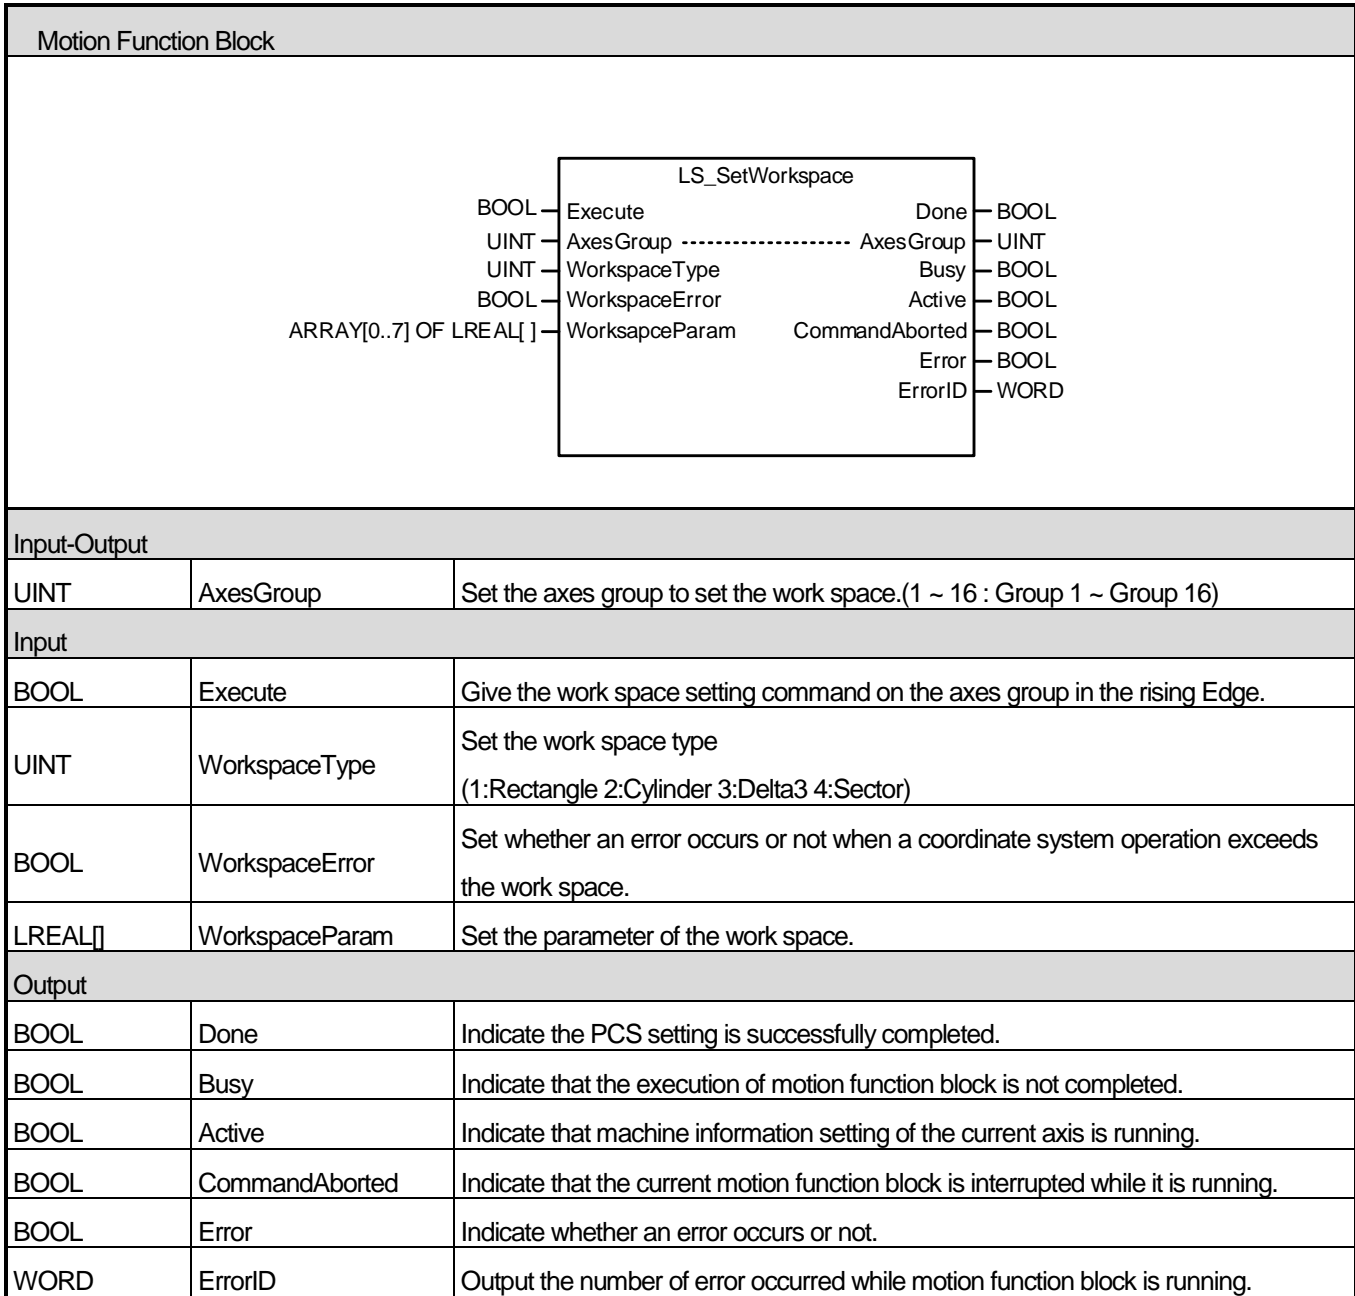 Motion Function Block
LS_SetWorkspace
BOOL Execute Done BOOL
UINT AxesGroup AxesGroup UINT
UINT WorkspaceType Busy BOOL
BOOL WorkspaceError Active BOOL
ARRAY[0..7] OF LREAL[ ] WorksapceParam CommandAborted BOOL
Error BOOL
ErrorID WORD
Input-Output
UINT AxesGroup Set the axes group to set the work space.(1 ~ 16 : Group 1 ~ Group 16)
Input
BOOL Execute Give the work space setting command on the axes group in the rising Edge.
UINT WorkspaceType Set the work space type
(1:Rectangle 2:Cylinder 3:Delta3 4:Sector)
BOOL WorkspaceError Set whether an error occurs or not when a coordinate system operation exceeds
the work space.
LREAL[] WorkspaceParam Set the parameter of the work space.
Output
BOOL Done Indicate the PCS setting is successfully completed.
BOOL Busy Indicate that the execution of motion function block is not completed.
BOOL Active Indicate that machine information setting of the current axis is running.
BOOL CommandAborted Indicate that the current motion function block is interrupted while it is running.
BOOL Error Indicate whether an error occurs or not.
WORD ErrorID Output the number of error occurred while motion function block is running.